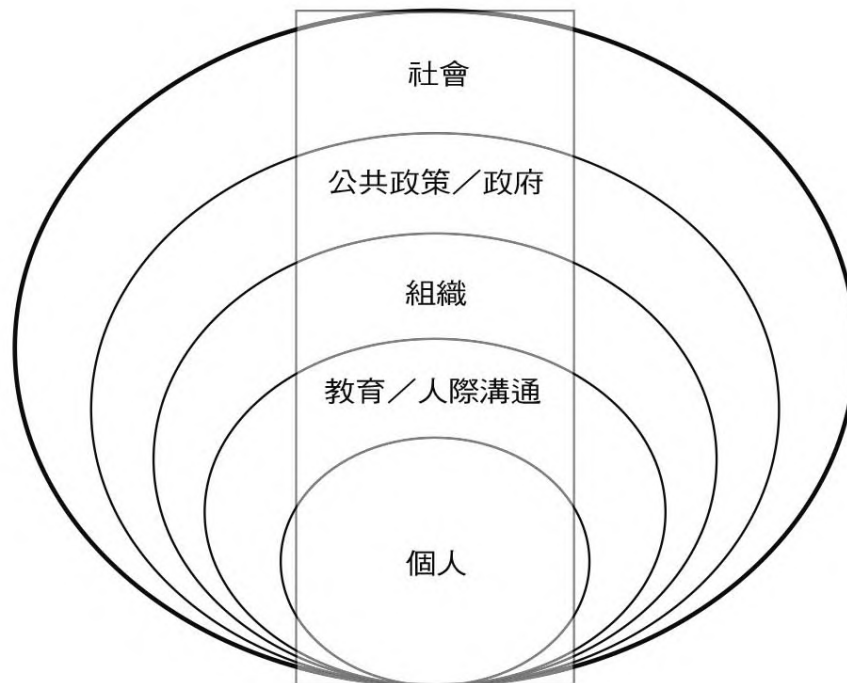 社會
公共政策／政府
組織
教育／人際溝通
個人